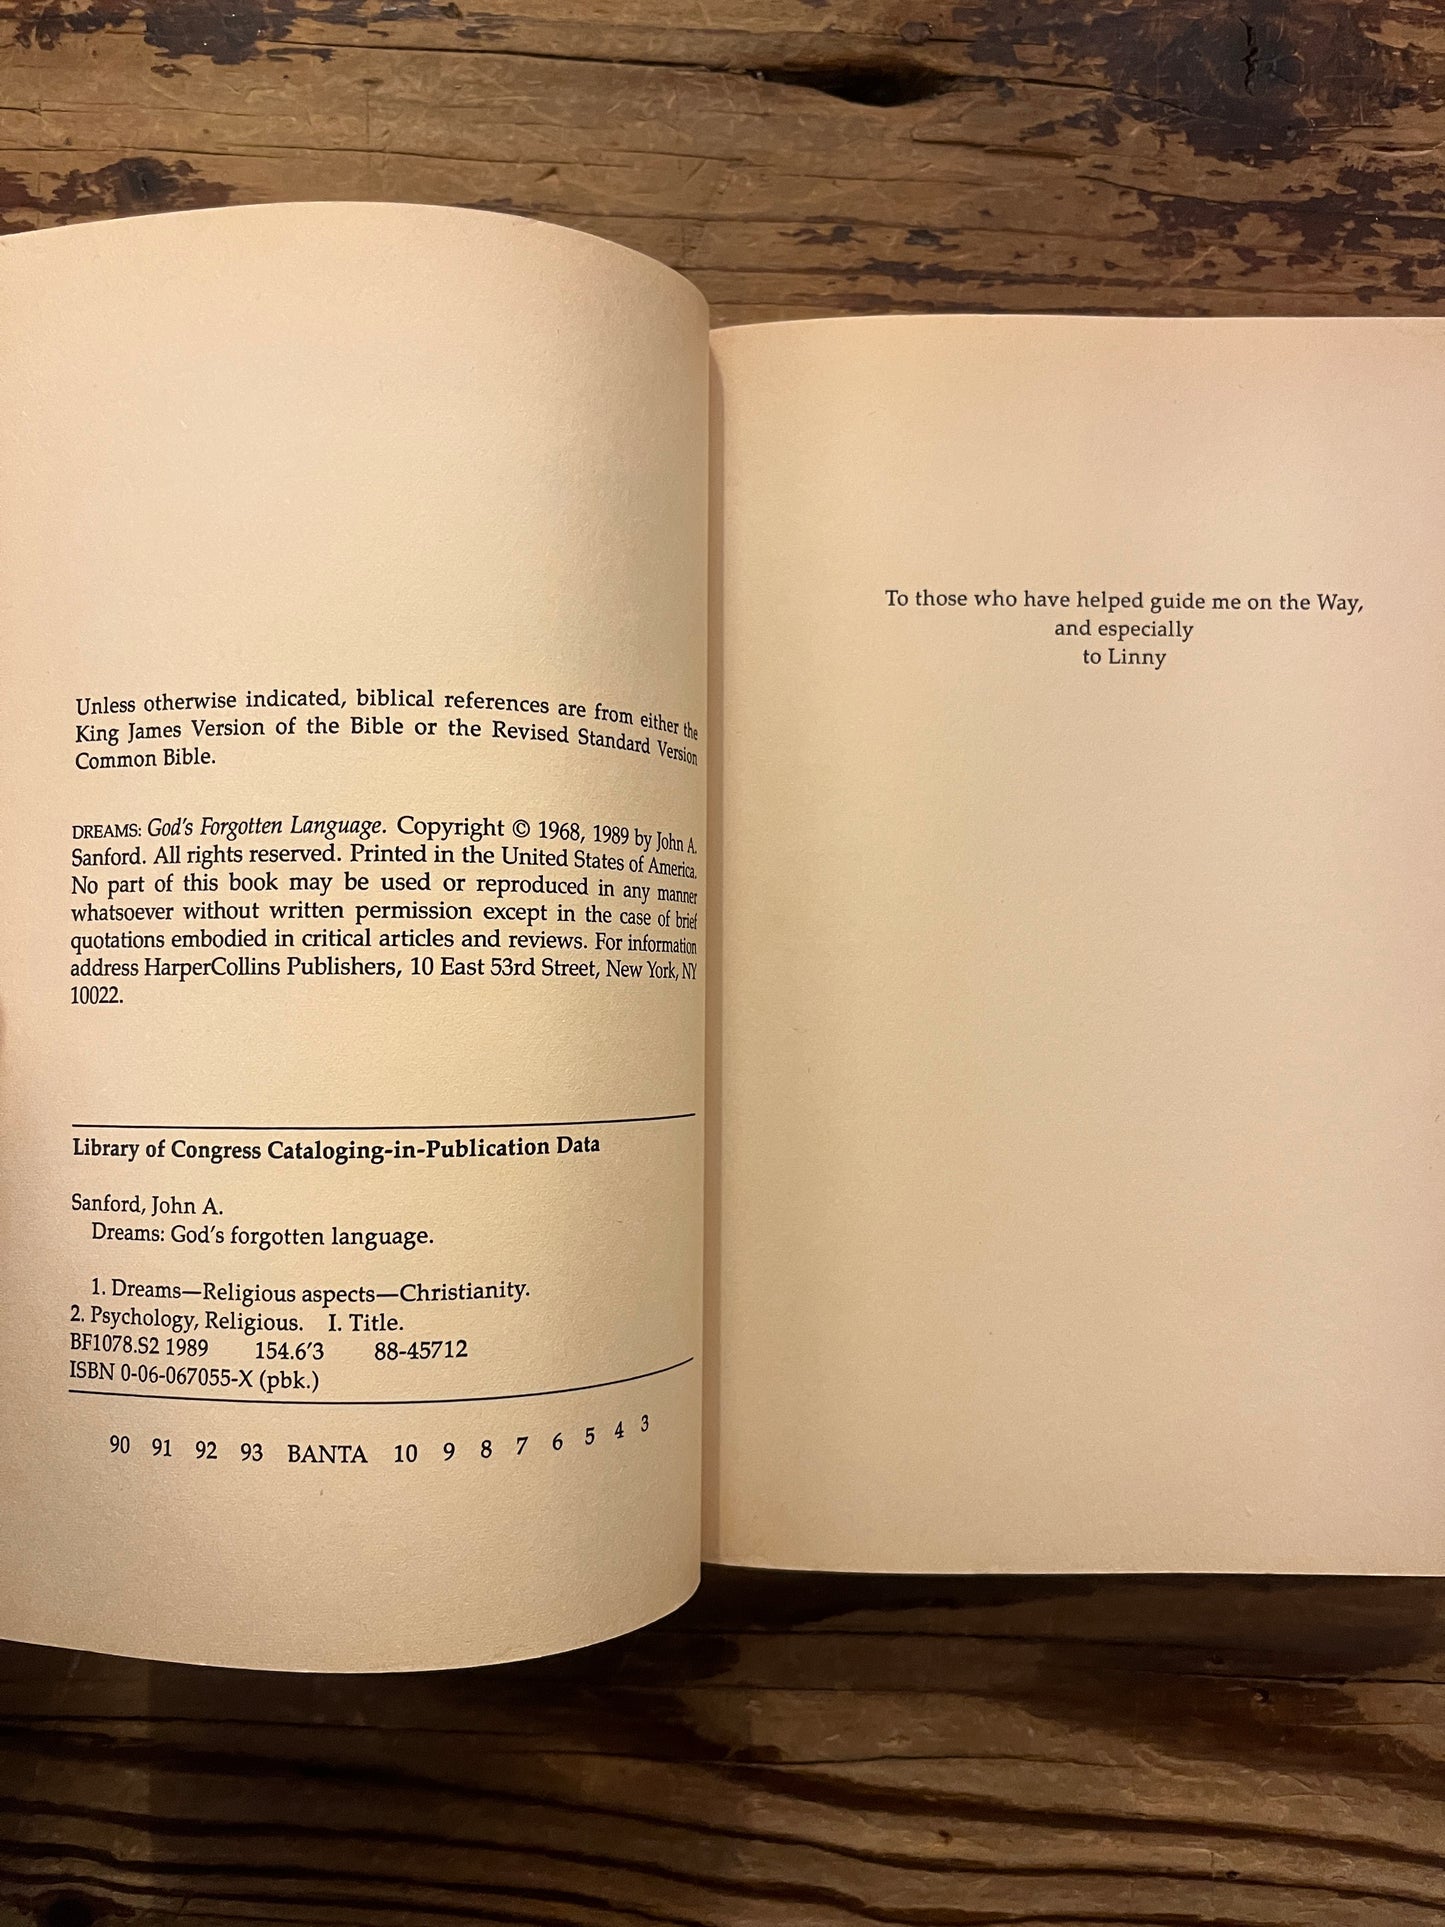 Unless otherwise indicated, biblical references are from either the
King James Version of the Bible or the Revised Standard Version
Common Bible.
DREAMS: God's Forgotten Language. Copyright © 1968, 1989 by John A.
Sanford. All rights reserved. Printed in the United States of America.
No part of this book may be used or reproduced in any manner
whatsoever without written permission except in the case of brief
quotations embodied in critical articles and reviews. For information
address HarperCollins Publishers, 10 East 53rd Street, New York, NY
10022.
Library of Congress Cataloging-in-Publication Data
Sanford, John A.
Dreams: God's forgotten language.
1. Dreams—Religious aspects—Christianity.
2. Psychology, Religious. I. Title.
BF1078.S2 1989 154.6'3 88-45712
ISBN 0-06-067055-X (pbk.)
90 91 92 93 BANTA 10 9 8 7 6 5 4 3
To those who have helped guide me on the Way,
and especially
to Linny